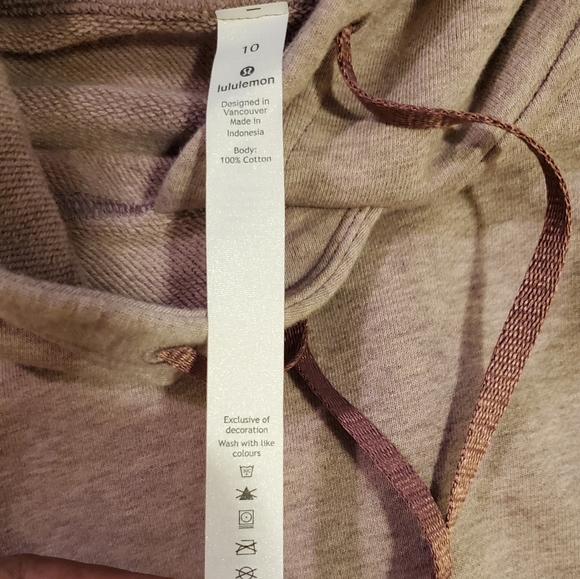 10
lululemon
Designed in
Vancouver
Made in
Indonesia
Body:
100% Cotton
Exclusive of
decoration
Wash with like
colours